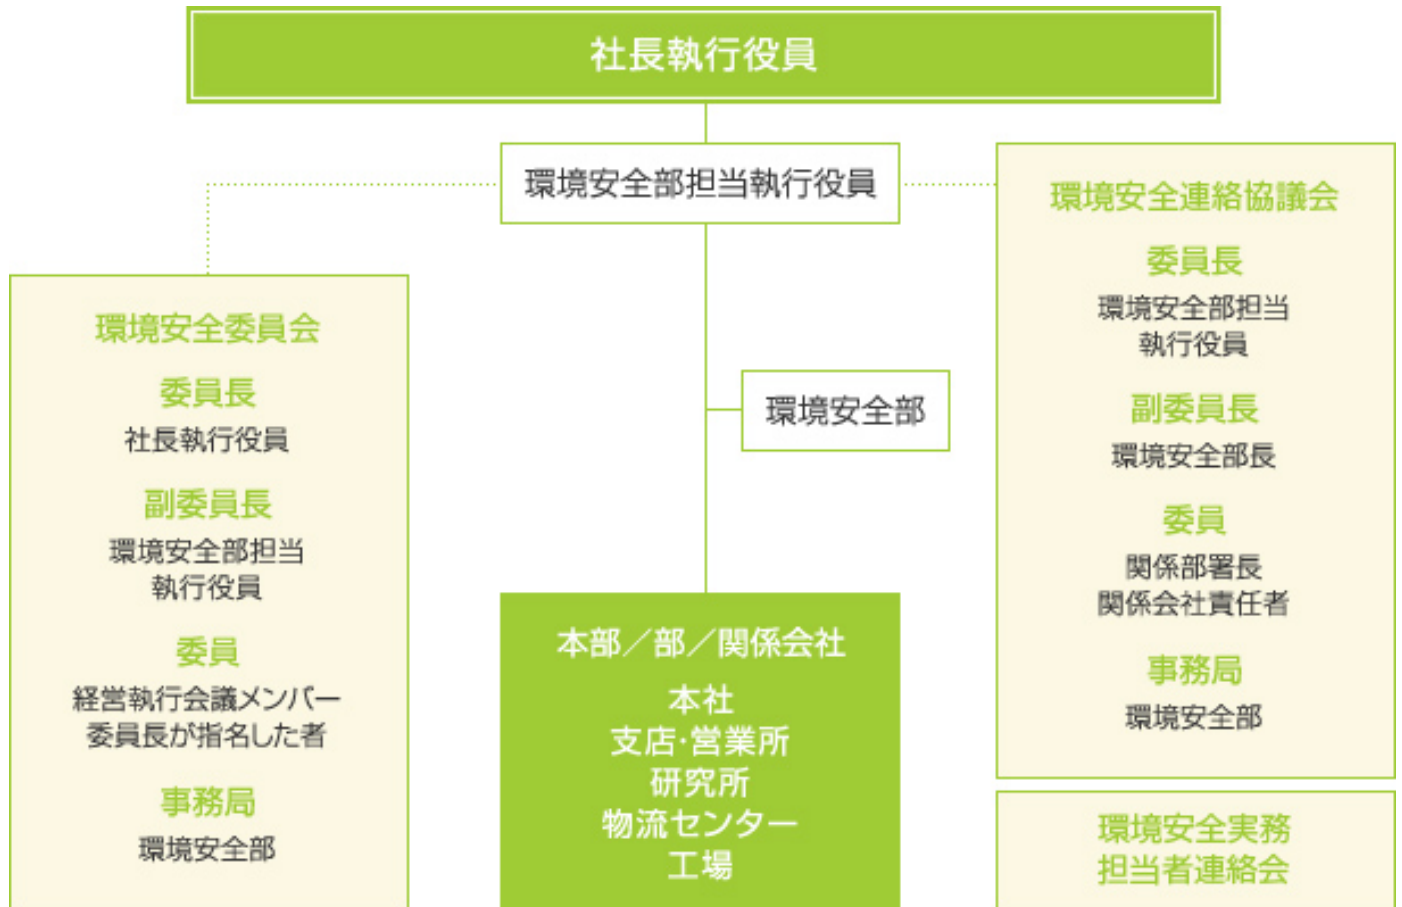 社長執行役員
環境安全部担当執行役員
環境安全委員会
委員長
社長執行役員
副委員長
環境安全部担当
執行役員
委員
経営執行会議メンバー
委員長が指名した者
事務局
環境安全部
環境安全部
本部／部／関係会社
本社
支店・営業所
研究所
物流センター
工場
環境安全連絡協議会
委員長
環境安全部担当
執行役員
副委員長
環境安全部長
委員
関係部署長
関係会社責任者
事務局
環境安全部
環境安全実務
担当者連絡会